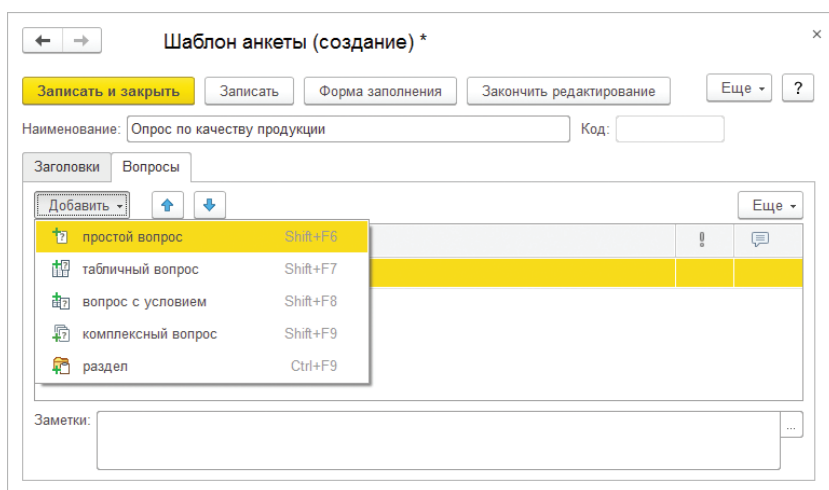 Шаблон анкеты (создание) *
Записать и закрыть Записать Форма заполнения Закончить редактирование Еще ?
Наименование: Опрос по качеству продукции Код:
Заголовки Вопросы
Добавить Еще
простой вопрос Shift+F6
табличный вопрос Shift+F7
вопрос с условием Shift+F8
комплексный вопрос Shift+F9
раздел Ctrl+F9
Заметки: ...